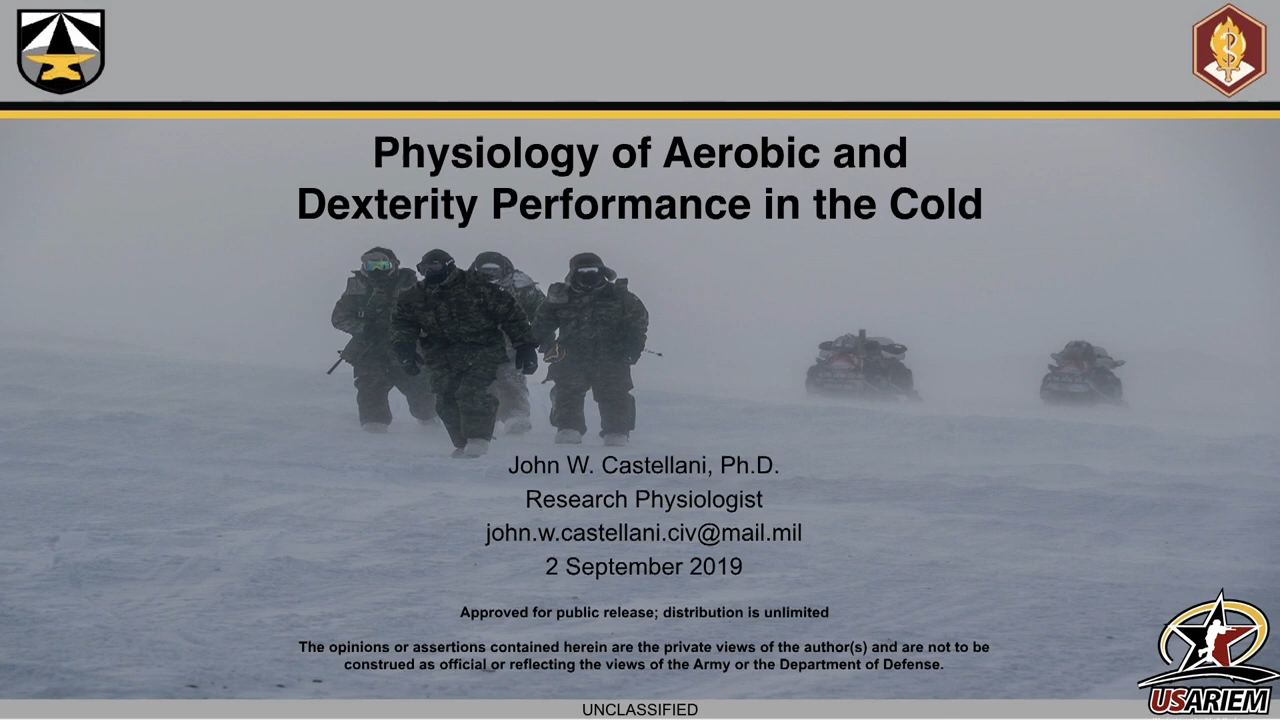 Physiology of Aerobic and
Dexterity Performance in the Cold
John W. Castellani, Ph.D.
Research Physiologist
john.w.castellani.civ@mail.mil
2 September 2019
Approved for public release; distribution is unlimited
The opinions or assertions contained herein are the private views of the author(s) and are not to be
construed as official or reflecting the views of the Army or the Department of Defense.
USARIEM
UNCLASSIFIED